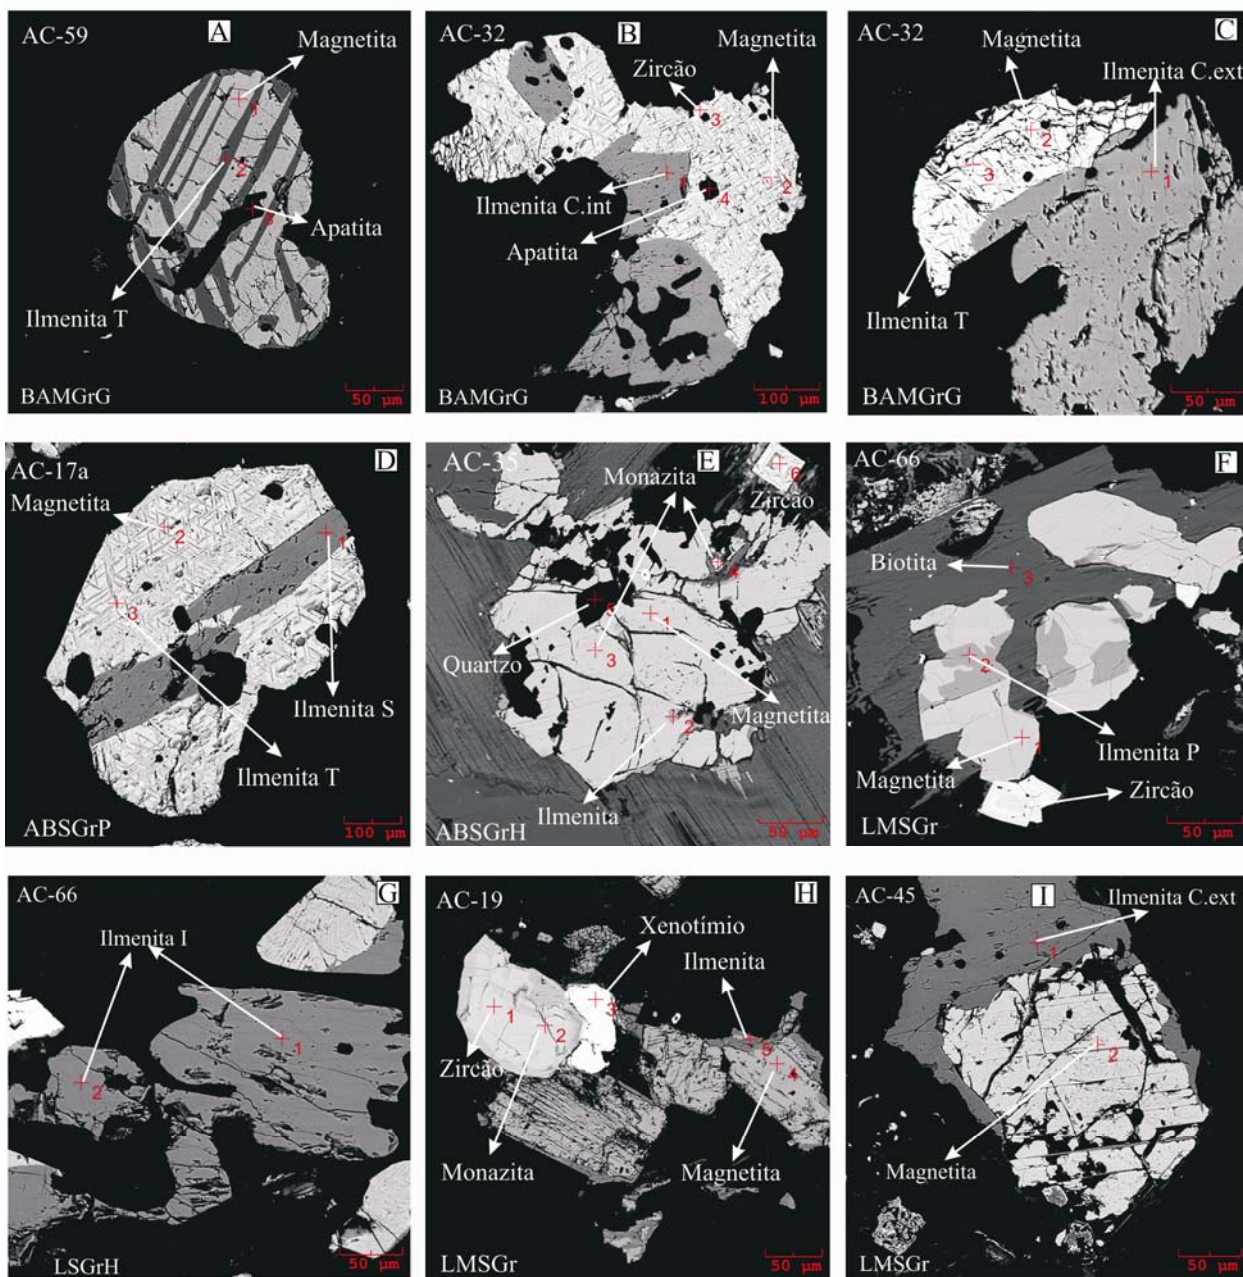 AC-59
A
Magnetita
1
2
3
Apatita
Ilmenita T
BAMGrG
50 µm
AC-32
B
Magnetita
Zircão
3
1
2
4
Ilmenita C.int
Apatita
BAMGrG
100 µm
AC-32
C
Magnetita
Ilmenita C.ext
2
3
1
Ilmenita T
BAMGrG
50 µm
AC-17a
D
Magnetita
2
1
3
Ilmenita S
Ilmenita T
ABSGrP
100 µm
AC-35
E
Monazita
6
Zircão
4
1
3
Quartzo
2
Magnetita
Ilmenita
ABSGrH
50 µm
AC-66
F
Biotita
3
2
1
Ilmenita P
Magnetita
Zircão
LMSGr
50 µm
AC-66
G
Ilmenita I
1
2
LSGrH
50 µm
AC-19
H
Xenotímio
Ilmenita
1
3
2
5
4
Zircão
Monazita
Magnetita
LMSGr
50 µm
AC-45
I
Ilmenita C.ext
1
2
Magnetita
LMSGr
50 µm